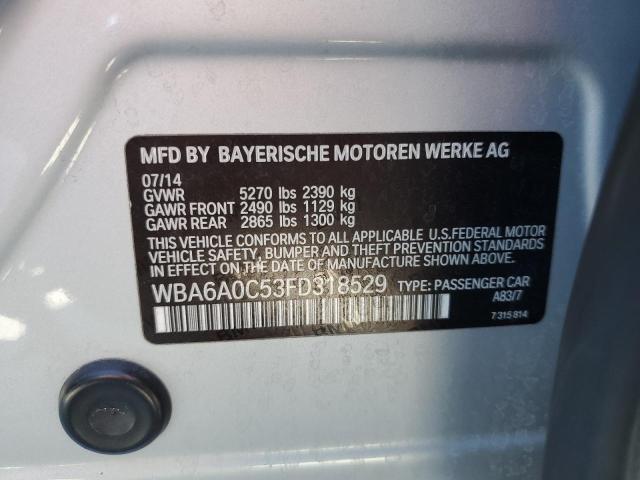 MFD BY BAYERISCHE MOTOREN WERKE AG
07/14
GVWR 5270 lbs 2390 kg
GAWR FRONT 2490 lbs 1129 kg
GAWR REAR 2865 lbs 1300 kg
THIS VEHICLE CONFORMS TO ALL APPLICABLE U.S.FEDERAL MOTOR
VEHICLE SAFETY, BUMPER AND THEFT PREVENTION STANDARDS
IN EFFECT ON THE DATE OF MANUFACTURE SHOWN ABOVE.
WBA6A0C53FD318529 TYPE: PASSENGER CAR
A83/7
7 315 814